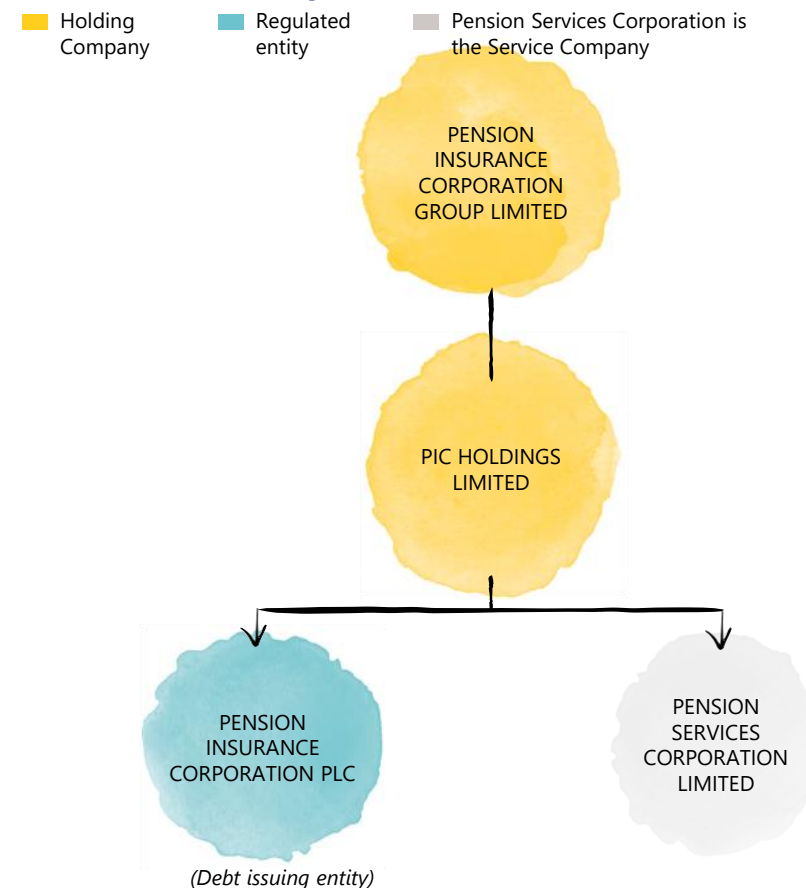 Holding
Company
Regulated
entity
Pension Services Corporation is
the Service Company
PENSION
INSURANCE
CORPORATION
GROUP LIMITED
PIC HOLDINGS
LIMITED
PENSION
INSURANCE
CORPORATION PLC
(Debt issuing entity)
PENSION
SERVICES
CORPORATION
LIMITED